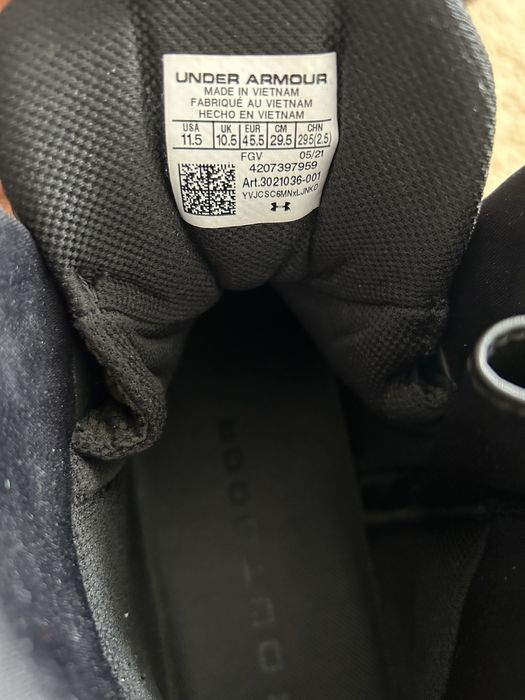 UNDER ARMOUR
MADE IN VIETNAM
FABRIQUÉ AU VIETNAM
HECHO EN VIETNAM
USA UK EUR CM CHN
11.5 10.5 45.5 29.5 295(2.5)
FGV 05/21
4207397959
Art.3021036-001
YVJCSC6MNxLJNKD